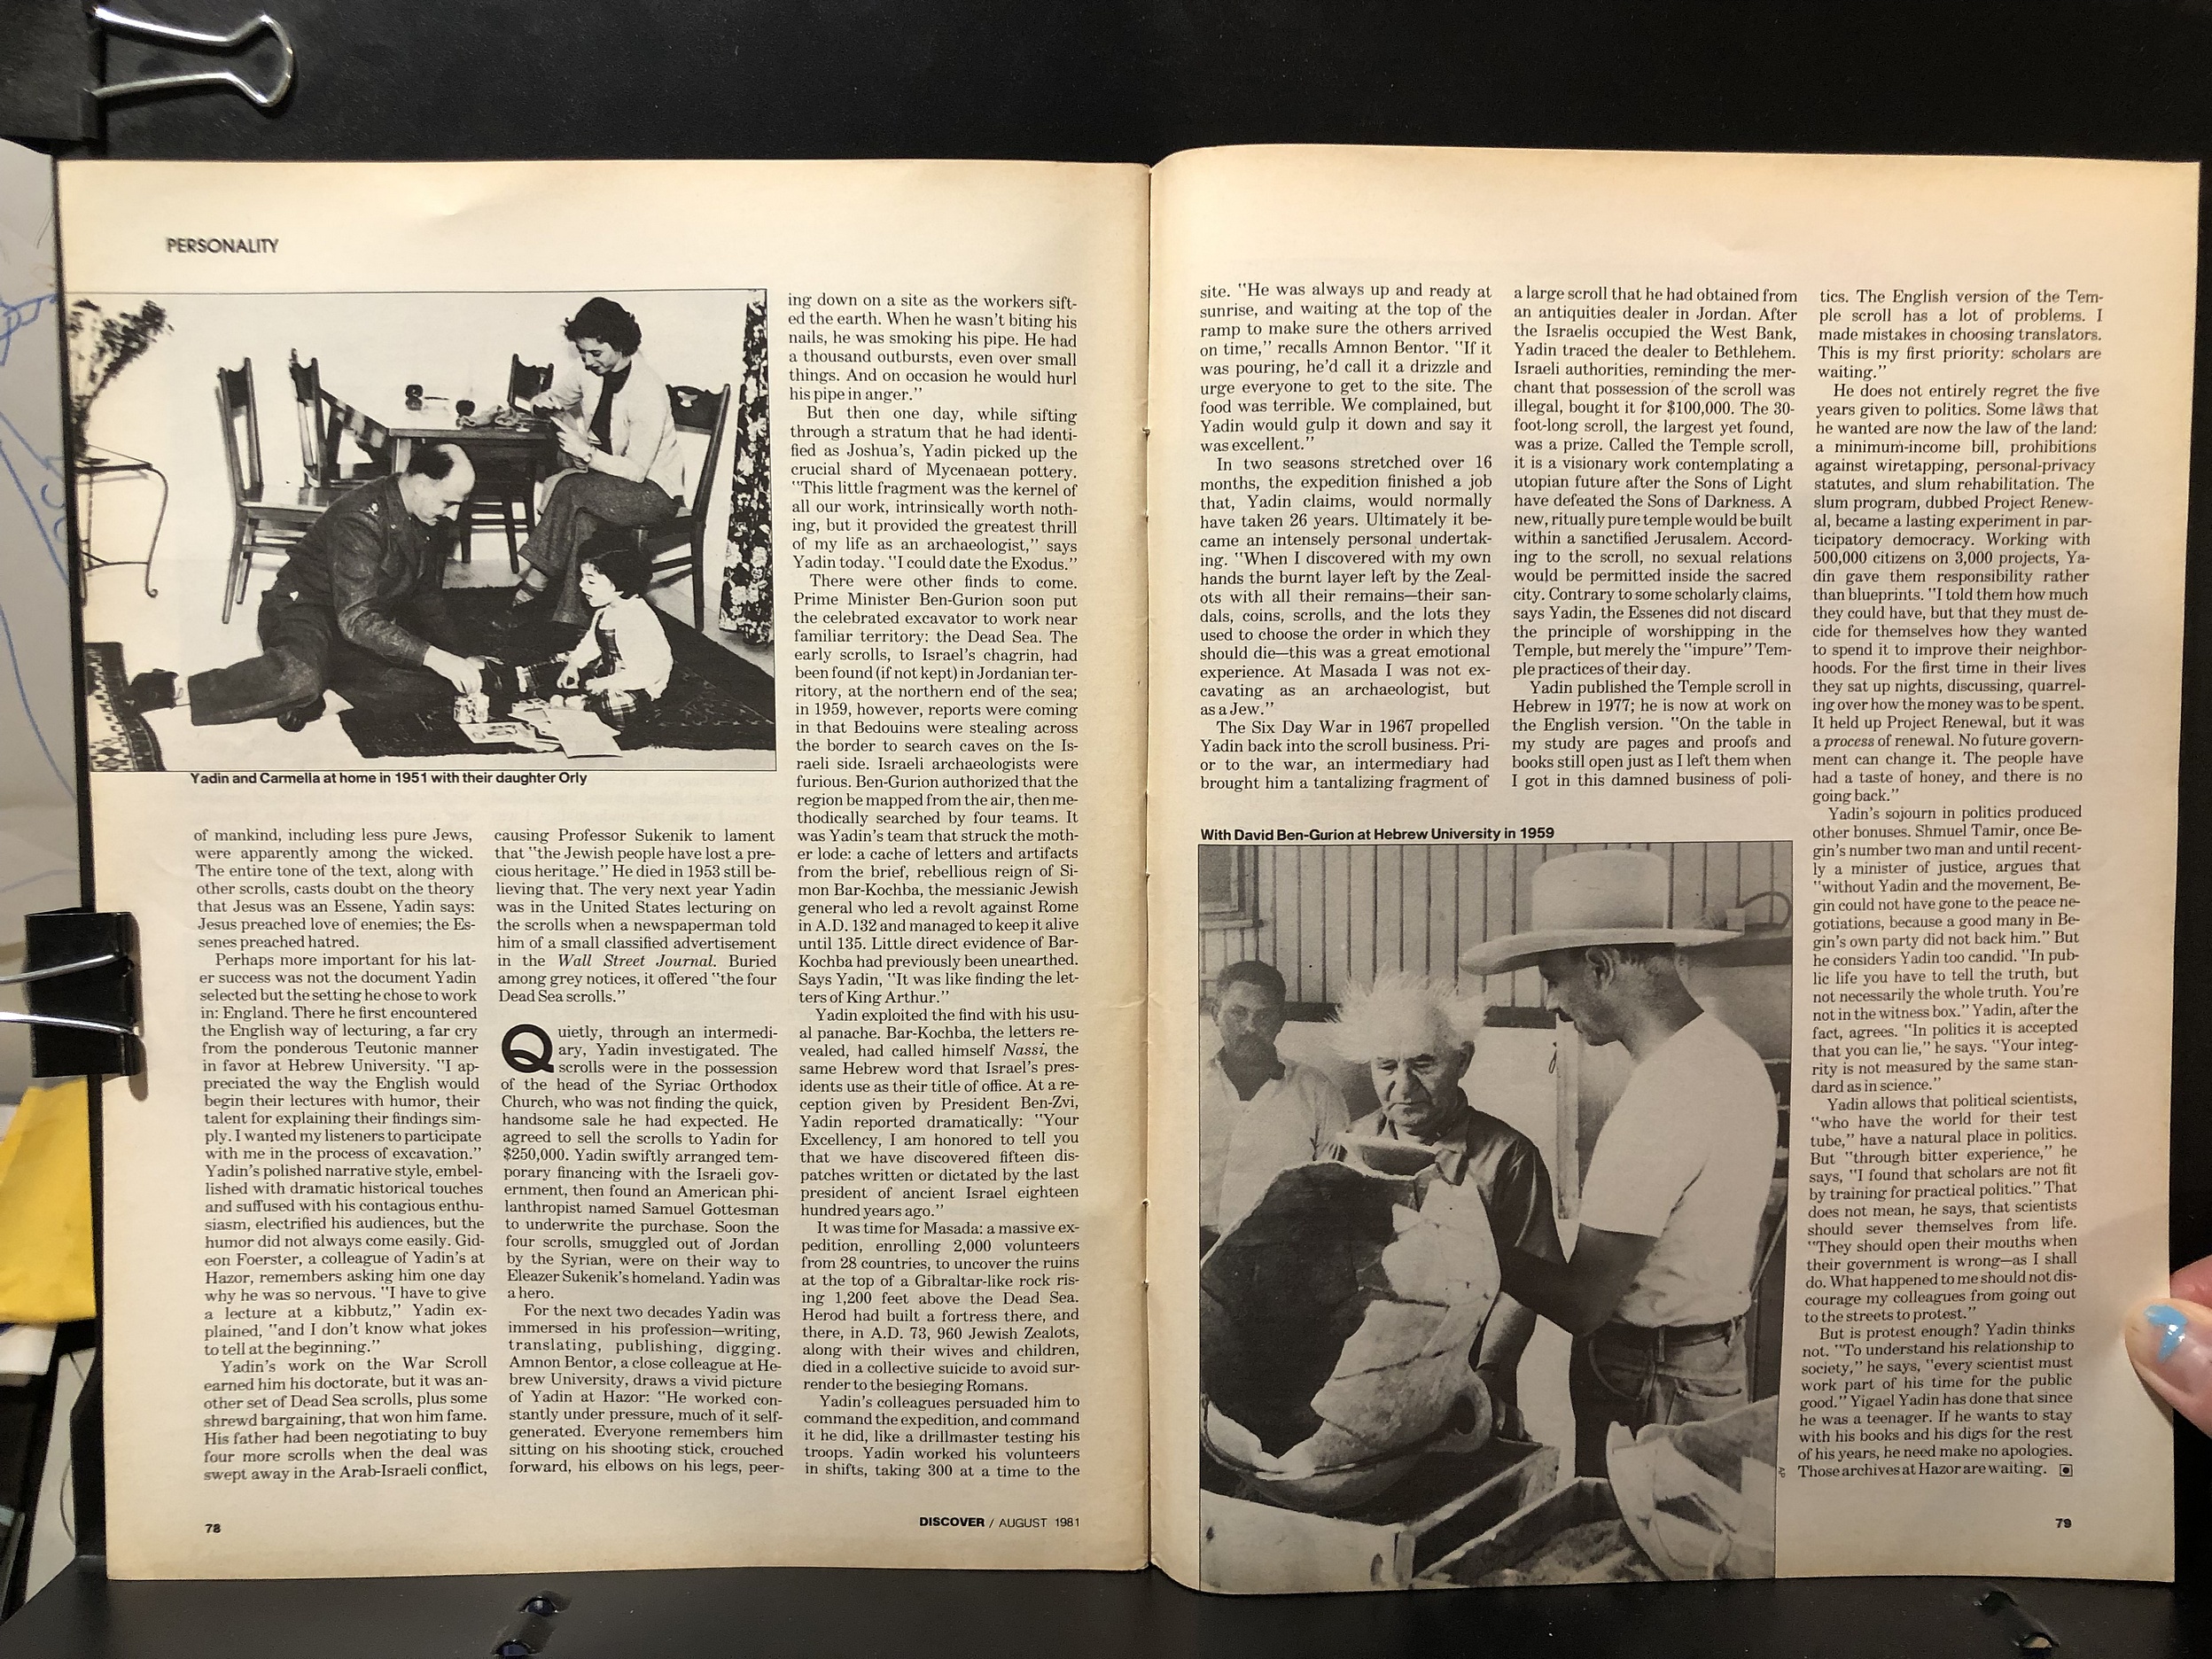 PERSONALITY
Yadin and Carmella at home in 1951 with their daughter Orly
of mankind, including less pure Jews,
were apparently among the wicked.
The entire tone of the text, along with
other scrolls, casts doubt on the theory
that Jesus was an Essene, Yadin says:
Jesus preached love of enemies; the Es-
senes preached hatred.
Perhaps more important for his lat-
er success was not the document Yadin
selected but the setting he chose to work
in: England. There he first encountered
the English way of lecturing, a far cry
from the ponderous Teutonic manner
in favor at Hebrew University. "I ap-
preciated the way the English would
begin their lectures with humor, their
talent for explaining their findings sim-
ply. I wanted my listeners to participate
with me in the process of excavation."
Yadin's polished narrative style, embel-
lished with dramatic historical touches
and suffused with his contagious enthu-
siasm, electrified his audiences, but the
humor did not always come easily. Gid-
eon Foerster, a colleague of Yadin's at
Hazor, remembers asking him one day
why he was so nervous. "I have to give
a lecture at a kibbutz," Yadin ex-
plained, "and I don't know what jokes
to tell at the beginning."
Yadin's work on the War Scroll
earned him his doctorate, but it was an-
other set of Dead Sea scrolls, plus some
shrewd bargaining, that won him fame.
His father had been negotiating to buy
four more scrolls when the deal was
swept away in the Arab-Israeli conflict,
causing Professor Sukenik to lament
that "the Jewish people have lost a pre-
cious heritage." He died in 1953 still be-
lieving that. The very next year Yadin
was in the United States lecturing on
the scrolls when a newspaperman told
him of a small classified advertisement
in the Wall Street Journal. Buried
among grey notices, it offered "the four
Dead Sea scrolls."
Quietly, through an intermedi-
ary, Yadin investigated. The
scrolls were in the possession
of the head of the Syriac Orthodox
Church, who was not finding the quick,
handsome sale he had expected. He
agreed to sell the scrolls to Yadin for
$250,000. Yadin swiftly arranged tem-
porary financing with the Israeli gov-
ernment, then found an American phi-
lanthropist named Samuel Gottesman
to underwrite the purchase. Soon the
four scrolls, smuggled out of Jordan
by the Syrian, were on their way to
Eleazer Sukenik's homeland. Yadin was
a hero.
For the next two decades Yadin was
immersed in his profession—writing,
translating, publishing, digging.
Amnon Bentor, a close colleague at He-
brew University, draws a vivid picture
of Yadin at Hazor: "He worked con-
stantly under pressure, much of it self-
generated. Everyone remembers him
sitting on his shooting stick, crouched
forward, his elbows on his legs, peer-
ing down on a site as the workers sift-
ed the earth. When he wasn't biting his
nails, he was smoking his pipe. He had
a thousand outbursts, even over small
things. And on occasion he would hurl
his pipe in anger."
But then one day, while sifting
through a stratum that he had identi-
fied as Joshua's, Yadin picked up the
crucial shard of Mycenaean pottery.
"This little fragment was the kernel of
all our work, intrinsically worth noth-
ing, but it provided the greatest thrill
of my life as an archaeologist," says
Yadin today. "I could date the Exodus."
There were other finds to come.
Prime Minister Ben-Gurion soon put
the celebrated excavator to work near
familiar territory: the Dead Sea. The
early scrolls, to Israel's chagrin, had
been found (if not kept) in Jordanian ter-
ritory, at the northern end of the sea;
in 1959, however, reports were coming
in that Bedouins were stealing across
the border to search caves on the Is-
raeli side. Israeli archaeologists were
furious. Ben-Gurion authorized that the
region be mapped from the air, then me-
thodically searched by four teams. It
was Yadin's team that struck the moth-
er lode: a cache of letters and artifacts
from the brief, rebellious reign of Si-
mon Bar-Kochba, the messianic Jewish
general who led a revolt against Rome
in A.D. 132 and managed to keep it alive
until 135. Little direct evidence of Bar-
Kochba had previously been unearthed.
Says Yadin, "It was like finding the let-
ters of King Arthur."
Yadin exploited the find with his usu-
al panache. Bar-Kochba, the letters re-
vealed, had called himself Nassi, the
same Hebrew word that Israel's pres-
idents use as their title of office. At a re-
ception given by President Ben-Zvi,
Yadin reported dramatically: "Your
Excellency, I am honored to tell you
that we have discovered fifteen dis-
patches written or dictated by the last
president of ancient Israel eighteen
hundred years ago."
It was time for Masada: a massive ex-
pedition, enrolling 2,000 volunteers
from 28 countries, to uncover the ruins
at the top of a Gibraltar-like rock ris-
ing 1,200 feet above the Dead Sea.
Herod had built a fortress there, and
there, in A.D. 73, 960 Jewish Zealots,
along with their wives and children,
died in a collective suicide to avoid sur-
render to the besieging Romans.
Yadin's colleagues persuaded him to
command the expedition, and command
it he did, like a drillmaster testing his
troops. Yadin worked his volunteers
in shifts, taking 300 at a time to the
78
DISCOVER / AUGUST 1981
site. "He was always up and ready at
sunrise, and waiting at the top of the
ramp to make sure the others arrived
on time," recalls Amnon Bentor. "If it
was pouring, he'd call it a drizzle and
urge everyone to get to the site. The
food was terrible. We complained, but
Yadin would gulp it down and say it
was excellent."
In two seasons stretched over 16
months, the expedition finished a job
that, Yadin claims, would normally
have taken 26 years. Ultimately it be-
came an intensely personal undertak-
ing. "When I discovered with my own
hands the burnt layer left by the Zeal-
ots with all their remains—their san-
dals, coins, scrolls, and the lots they
used to choose the order in which they
should die—this was a great emotional
experience. At Masada I was not ex-
cavating as an archaeologist, but
as a Jew."
The Six Day War in 1967 propelled
Yadin back into the scroll business. Pri-
or to the war, an intermediary had
brought him a tantalizing fragment of
a large scroll that he had obtained from
an antiquities dealer in Jordan. After
the Israelis occupied the West Bank,
Yadin traced the dealer to Bethlehem.
Israeli authorities, reminding the mer-
chant that possession of the scroll was
illegal, bought it for $100,000. The 30-
foot-long scroll, the largest yet found,
was a prize. Called the Temple scroll,
it is a visionary work contemplating a
utopian future after the Sons of Light
have defeated the Sons of Darkness. A
new, ritually pure temple would be built
within a sanctified Jerusalem. Accord-
ing to the scroll, no sexual relations
would be permitted inside the sacred
city. Contrary to some scholarly claims,
says Yadin, the Essenes did not discard
the principle of worshipping in the
Temple, but merely the "impure" Tem-
ple practices of their day.
Yadin published the Temple scroll in
Hebrew in 1977; he is now at work on
the English version. "On the table in
my study are pages and proofs and
books still open just as I left them when
I got in this damned business of poli-
With David Ben-Gurion at Hebrew University in 1959
AP
tics. The English version of the Tem-
ple scroll has a lot of problems. I
made mistakes in choosing translators.
This is my first priority: scholars are
waiting."
He does not entirely regret the five
years given to politics. Some laws that
he wanted are now the law of the land:
a minimum-income bill, prohibitions
against wiretapping, personal-privacy
statutes, and slum rehabilitation. The
slum program, dubbed Project Renew-
al, became a lasting experiment in par-
ticipatory democracy. Working with
500,000 citizens on 3,000 projects, Ya-
din gave them responsibility rather
than blueprints. "I told them how much
they could have, but that they must de-
cide for themselves how they wanted
to spend it to improve their neighbor-
hoods. For the first time in their lives
they sat up nights, discussing, quarrel-
ing over how the money was to be spent.
It held up Project Renewal, but it was
a process of renewal. No future govern-
ment can change it. The people have
had a taste of honey, and there is no
going back."
Yadin's sojourn in politics produced
other bonuses. Shmuel Tamir, once Be-
gin's number two man and until recent-
ly a minister of justice, argues that
"without Yadin and the movement, Be-
gin could not have gone to the peace ne-
gotiations, because a good many in Be-
gin's own party did not back him." But
he considers Yadin too candid. "In pub-
lic life you have to tell the truth, but
not necessarily the whole truth. You're
not in the witness box." Yadin, after the
fact, agrees. "In politics it is accepted
that you can lie," he says. "Your integ-
rity is not measured by the same stan-
dard as in science."
Yadin allows that political scientists,
"who have the world for their test
tube," have a natural place in politics.
But "through bitter experience," he
says, "I found that scholars are not fit
by training for practical politics." That
does not mean, he says, that scientists
should sever themselves from life.
"They should open their mouths when
their government is wrong—as I shall
do. What happened to me should not dis-
courage my colleagues from going out
to the streets to protest."
But is protest enough? Yadin thinks
not. "To understand his relationship to
society," he says, "every scientist must
work part of his time for the public
good." Yigael Yadin has done that since
he was a teenager. If he wants to stay
with his books and his digs for the rest
of his years, he need make no apologies.
Those archives at Hazor are waiting.
79